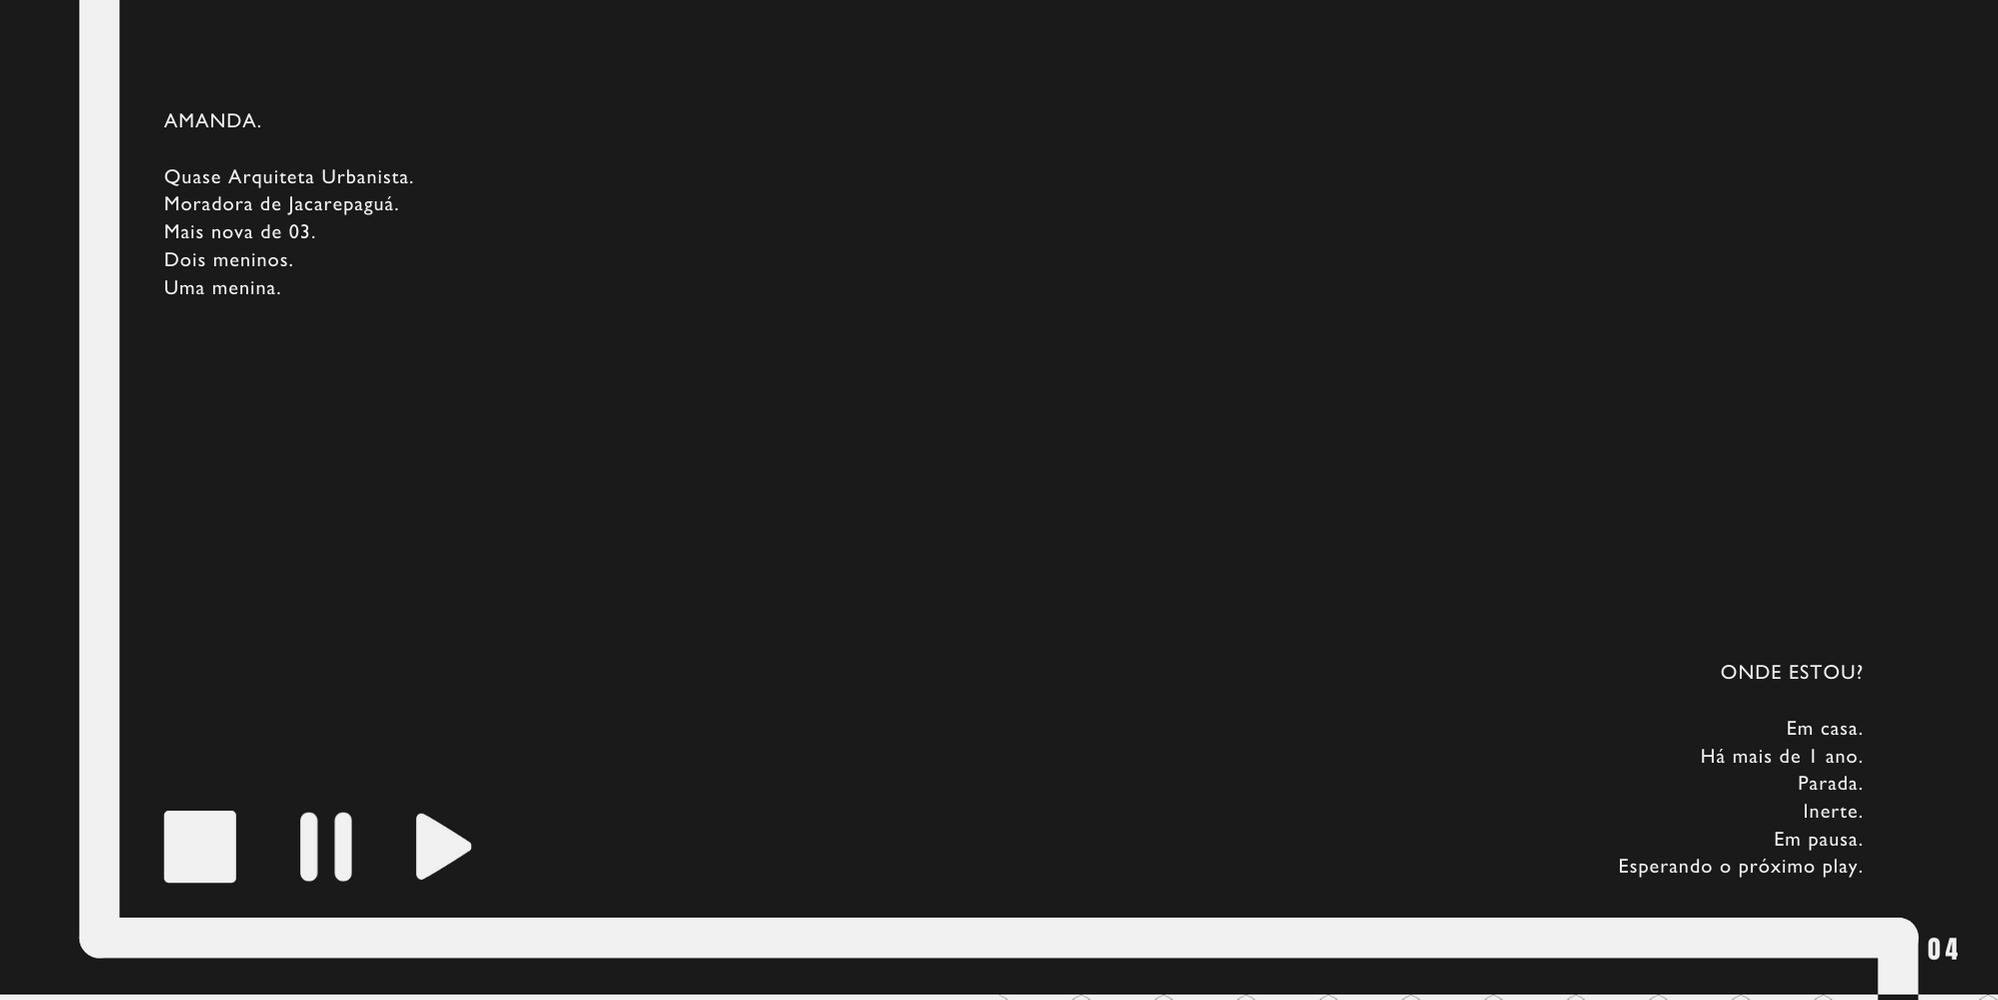 AMANDA.
Quase Arquiteta Urbanista.
Moradora de Jacarepaguá.
Mais nova de 03.
Dois meninos.
Uma menina.
ONDE ESTOU?
Em casa.
Há mais de 1 ano.
Parada.
Inerte.
Em pausa.
Esperando o próximo play.
04